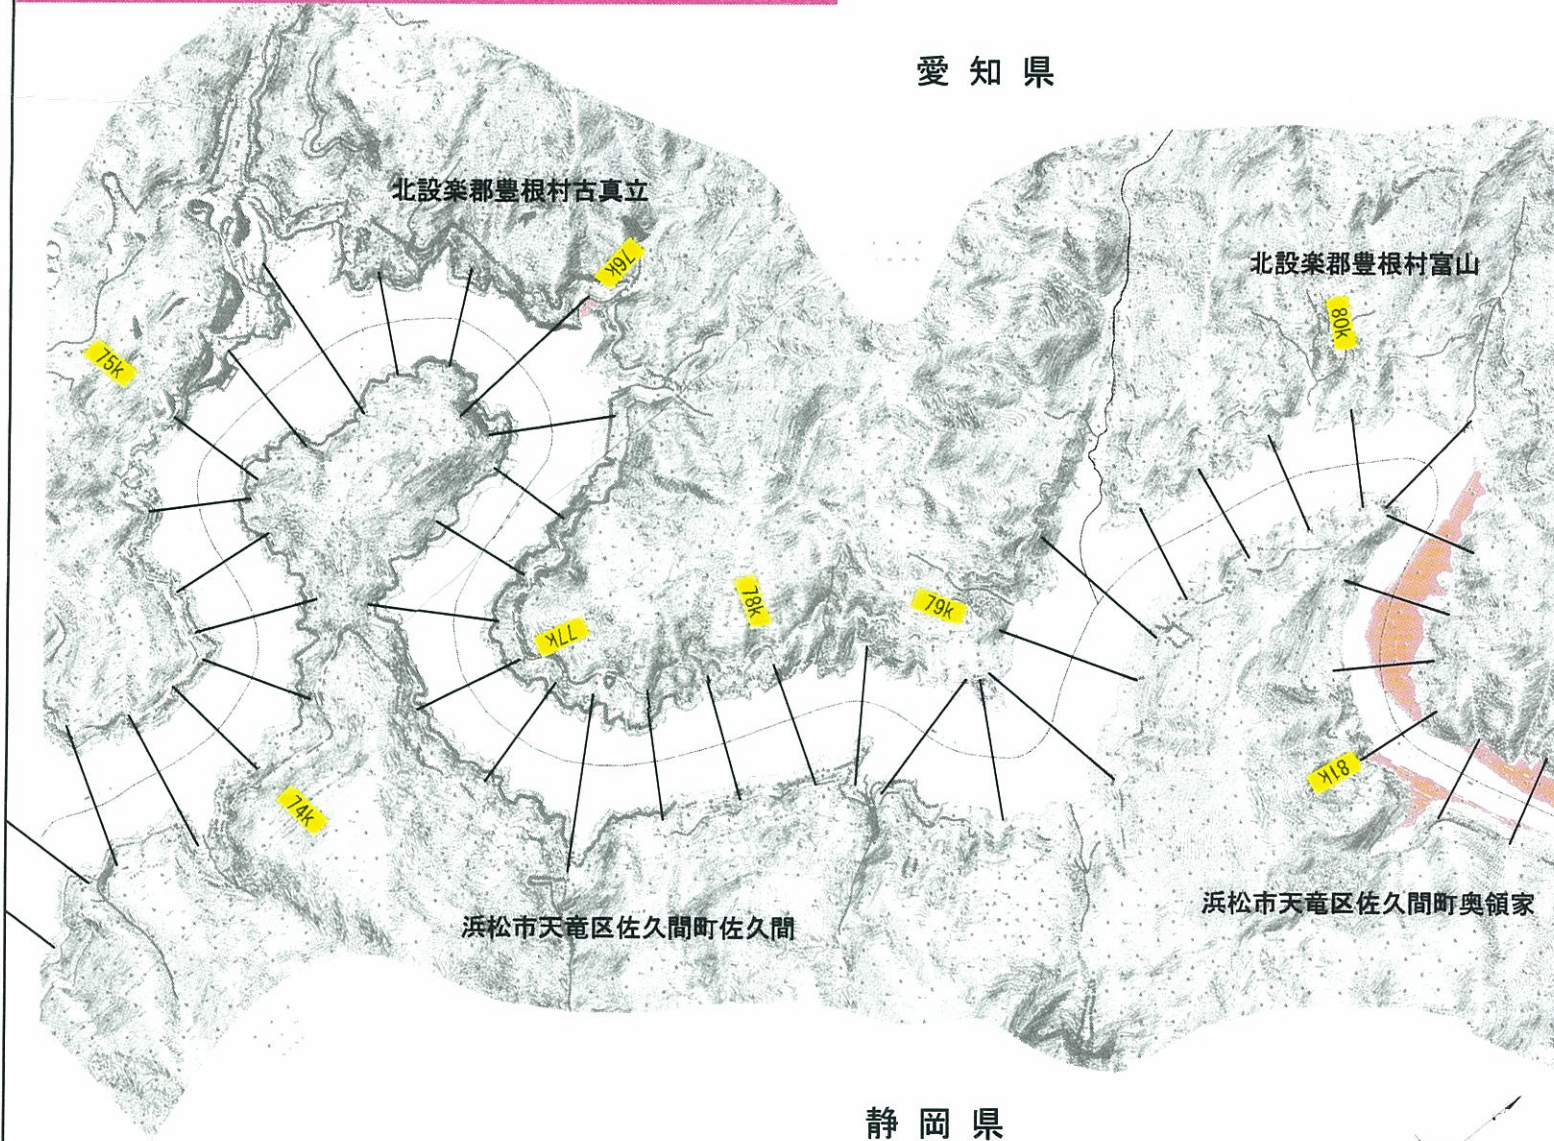 愛知県
北設楽郡豊根村古真立
76k
北設楽郡豊根村富山
80k
75k
78k
79k
77k
81k
74k
浜松市天竜区佐久間町奥領家
浜松市天竜区佐久間町佐久間
静岡県